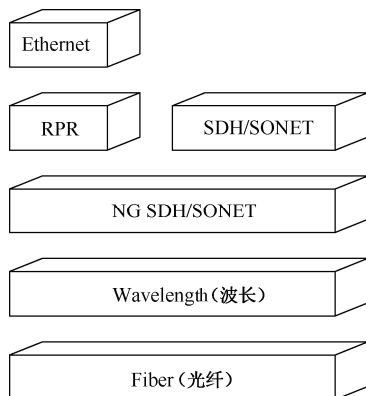 Ethernet
RPR
SDH/SONET
NG SDH/SONET
Wavelength(波长)
Fiber(光纤)